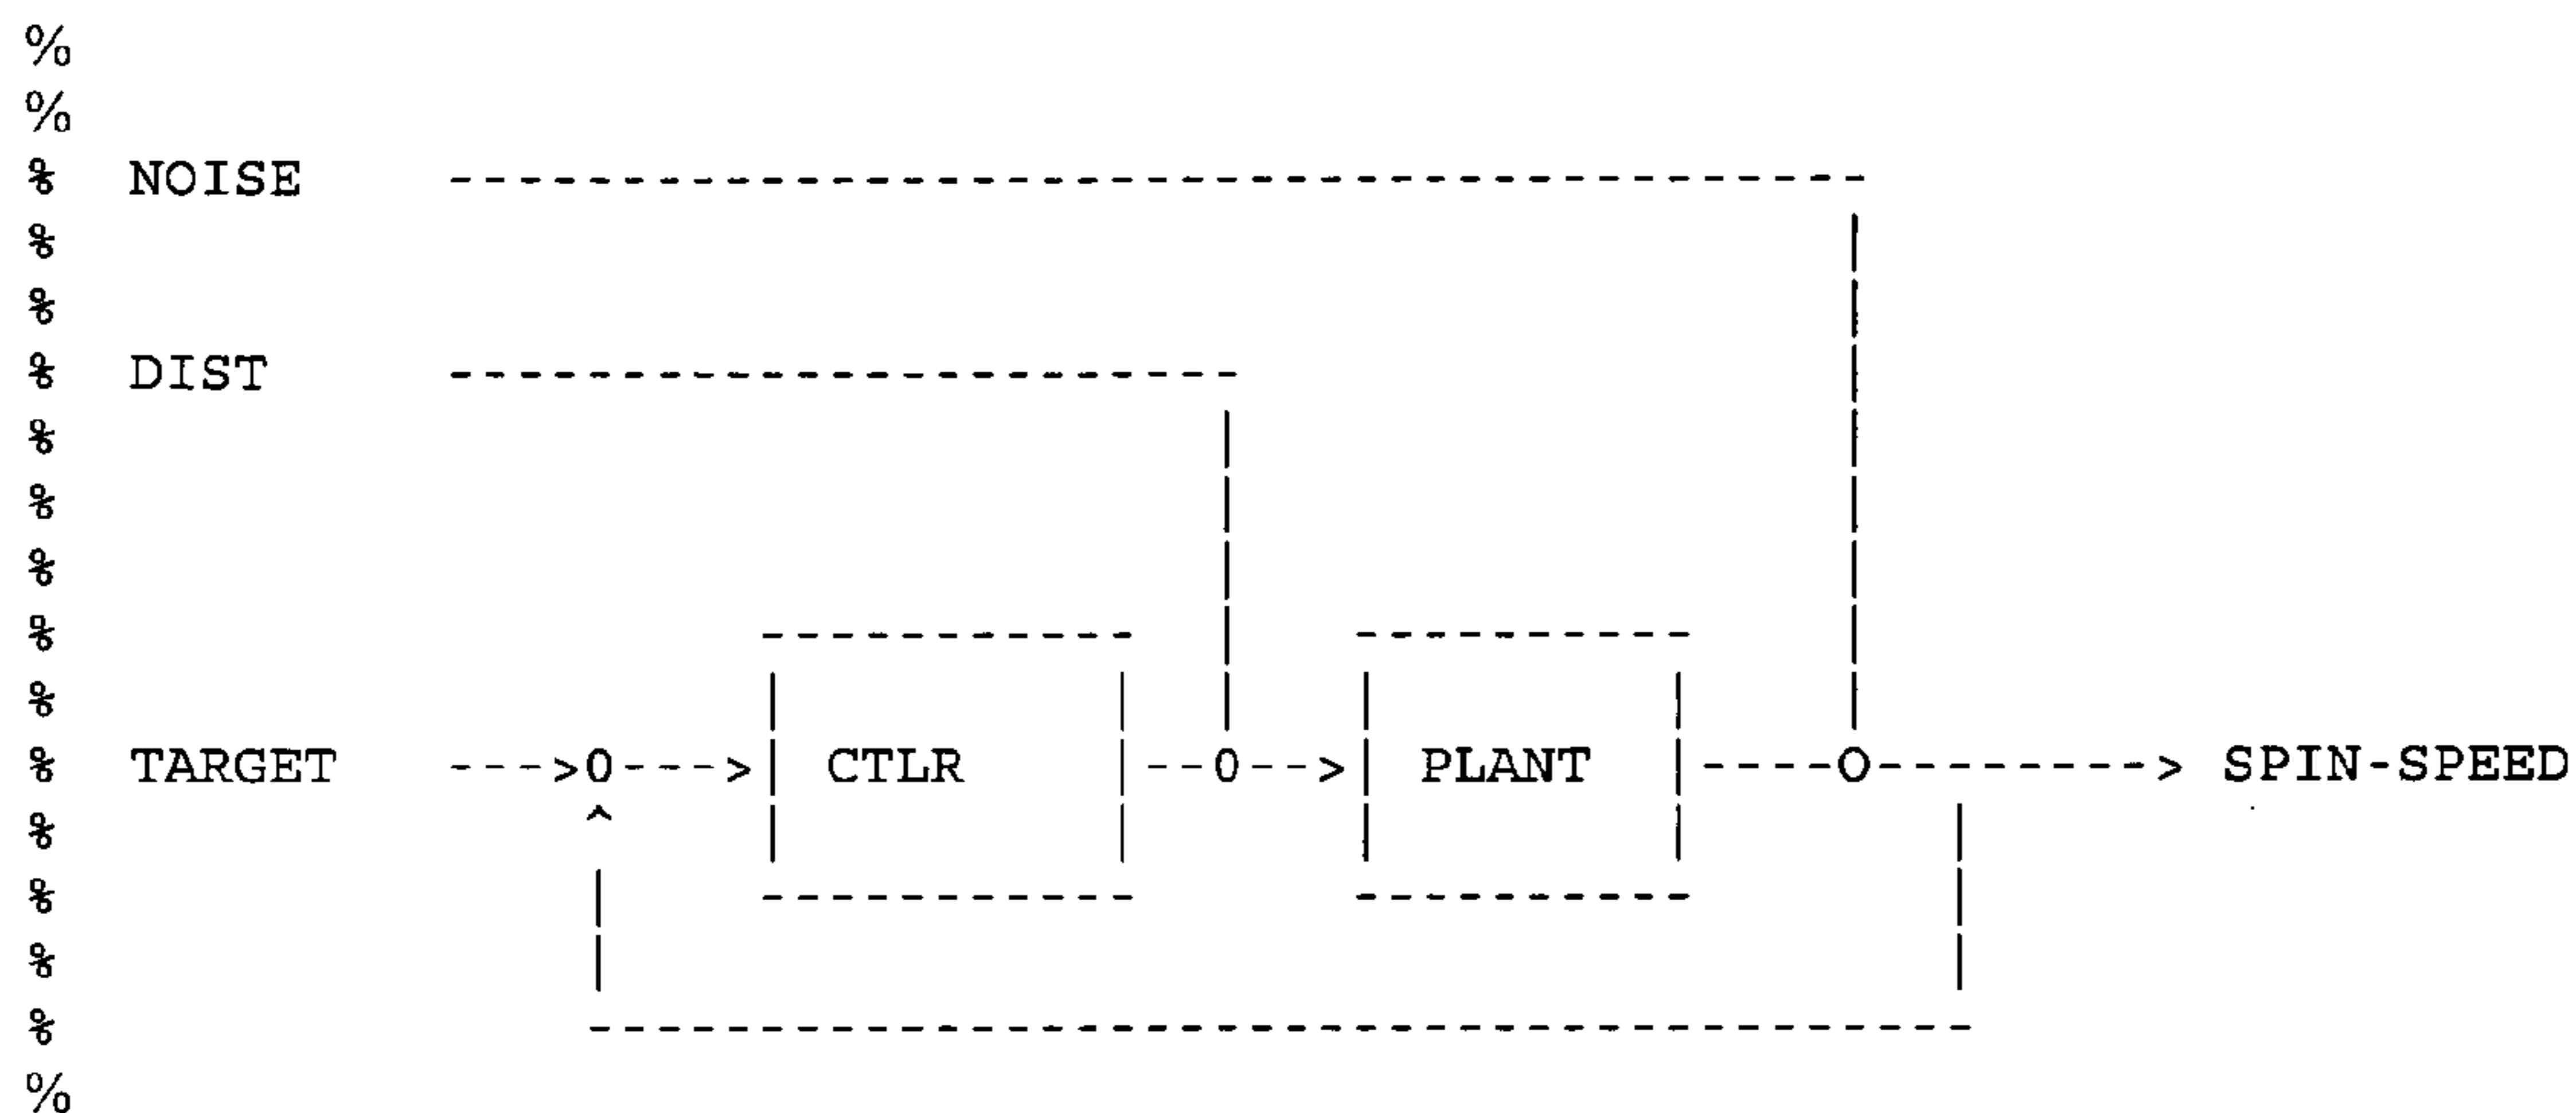 %
%
% NOISE -----------------------------------------
% |
% |
% DIST ----------------------- |
% | |
% | |
% | |
% ----------- ---------- |
% | | | | | |
% TARGET --->0--->| CTLR |--0-->| PLANT |----O--------> SPIN-SPEED
% ^ | | | | |
% | ----------- ---------- |
% | |
% ----------------------------------------
%